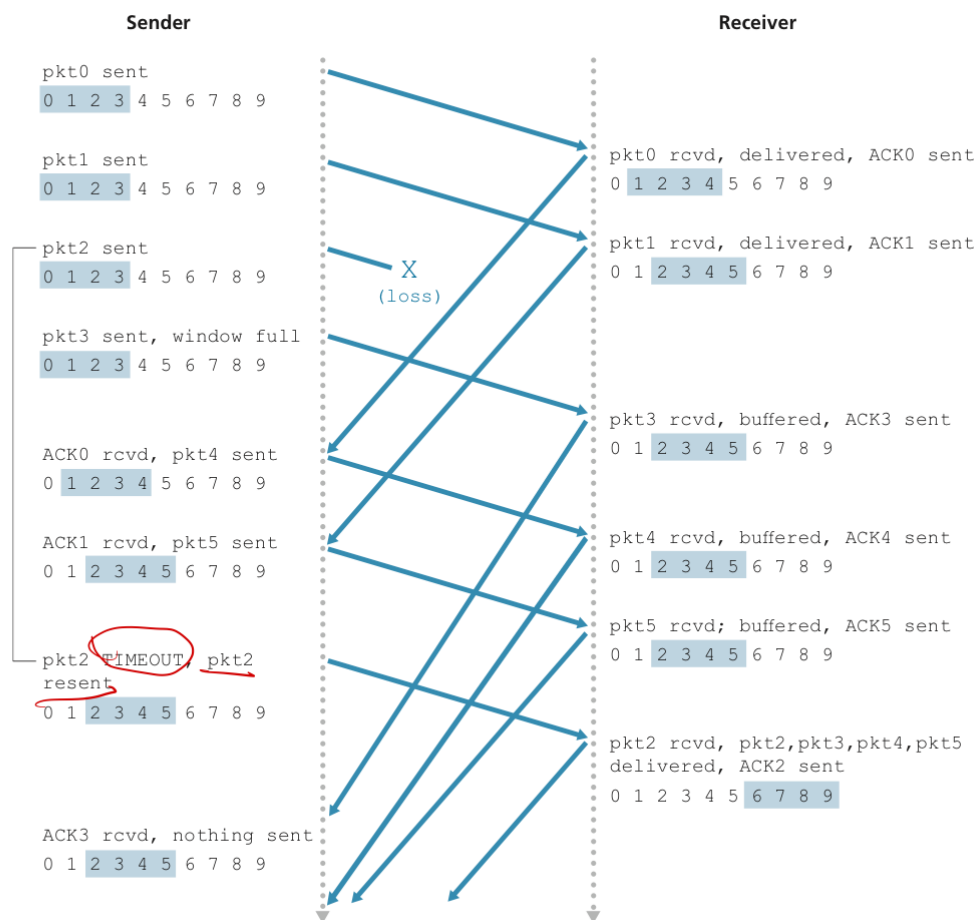 Sender
Receiver
pkt0 sent
0 1 2 3 4 5 6 7 8 9
pkt0 rcvd, delivered, ACK0 sent
0 1 2 3 4 5 6 7 8 9
pkt1 sent
0 1 2 3 4 5 6 7 8 9
pkt1 rcvd, delivered, ACK1 sent
0 1 2 3 4 5 6 7 8 9
pkt2 sent
0 1 2 3 4 5 6 7 8 9
X
(loss)
pkt3 sent, window full
0 1 2 3 4 5 6 7 8 9
pkt3 rcvd, buffered, ACK3 sent
0 1 2 3 4 5 6 7 8 9
ACK0 rcvd, pkt4 sent
0 1 2 3 4 5 6 7 8 9
pkt4 rcvd, buffered, ACK4 sent
0 1 2 3 4 5 6 7 8 9
ACK1 rcvd, pkt5 sent
0 1 2 3 4 5 6 7 8 9
pkt5 rcvd; buffered, ACK5 sent
0 1 2 3 4 5 6 7 8 9
pkt2 TIMEOUT, pkt2
resent
0 1 2 3 4 5 6 7 8 9
pkt2 rcvd, pkt2,pkt3,pkt4,pkt5
delivered, ACK2 sent
0 1 2 3 4 5 6 7 8 9
ACK3 rcvd, nothing sent
0 1 2 3 4 5 6 7 8 9